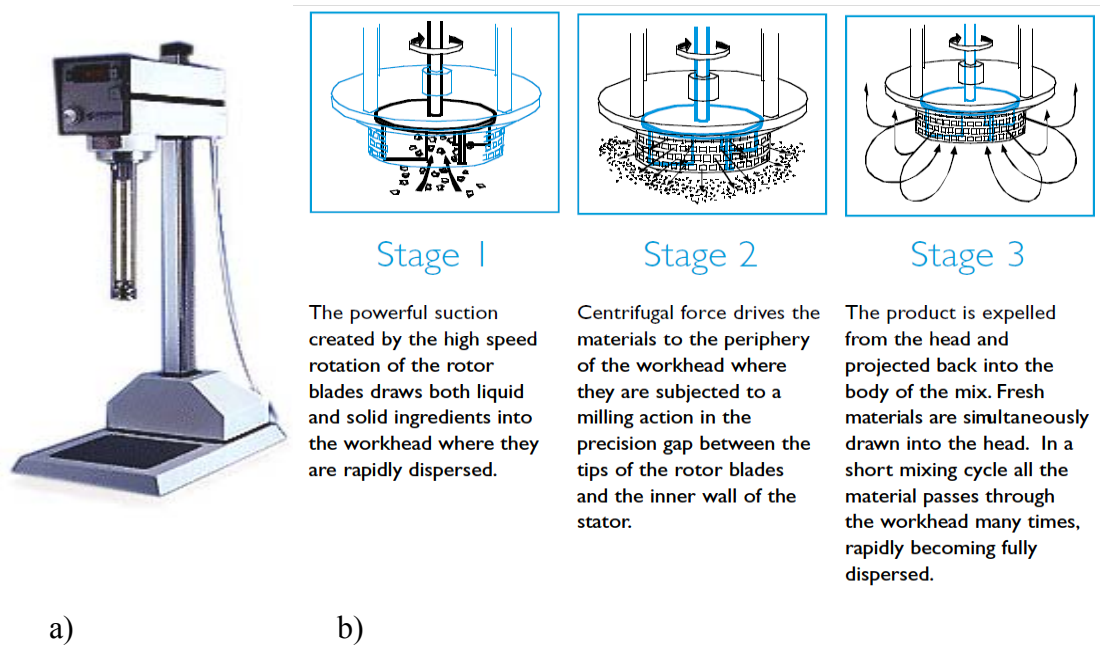 Stage 1
The powerful suction
created by the high speed
rotation of the rotor
blades draws both liquid
and solid ingredients into
the workhead where they
are rapidly dispersed.
Stage 2
Centrifugal force drives the
materials to the periphery
of the workhead where
they are subjected to a
milling action in the
precision gap between the
tips of the rotor blades
and the inner wall of the
stator.
Stage 3
The product is expelled
from the head and
projected back into the
body of the mix. Fresh
materials are simultaneously
drawn into the head. In a
short mixing cycle all the
material passes through
the workhead many times,
rapidly becoming fully
dispersed.
a)
b)